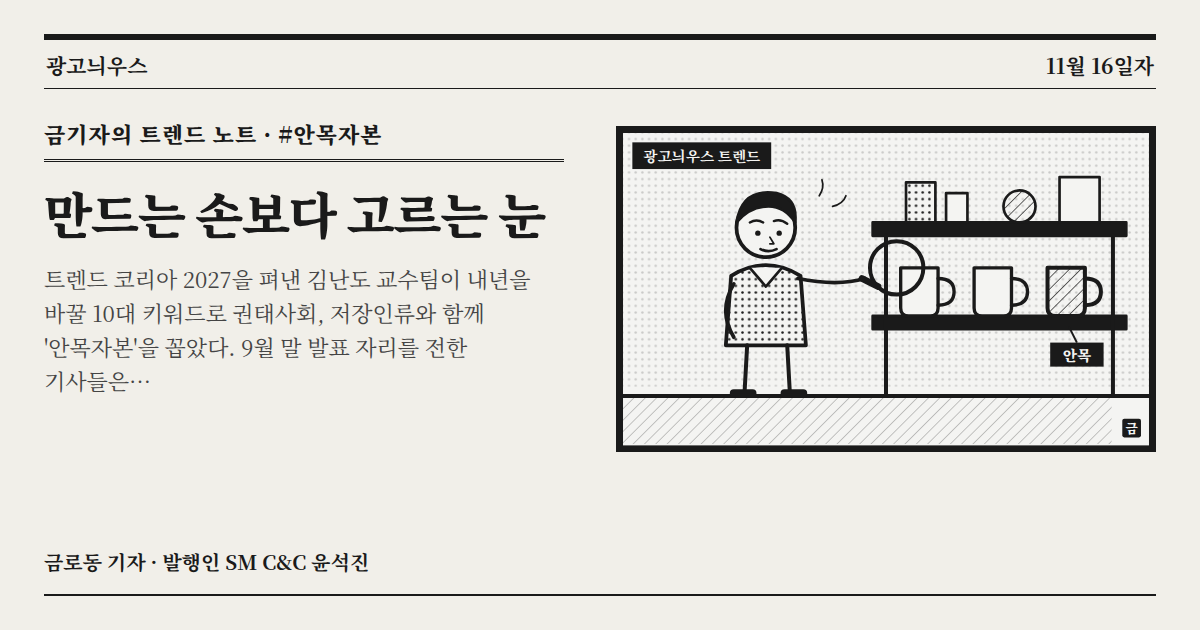 광고늬우스
11월 16일자
금기자의 트렌드 노트 · #안목자본
만드는 손보다 고르는 눈
트렌드 코리아 2027을 펴낸 김난도 교수팀이 내년을
바꿀 10대 키워드로 권태사회, 저장인류와 함께
'안목자본'을 꼽았다. 9월 말 발표 자리를 전한
기사들은…
광고늬우스 트렌드
안목
금
금로동 기자 · 발행인 SM C&C 윤석진